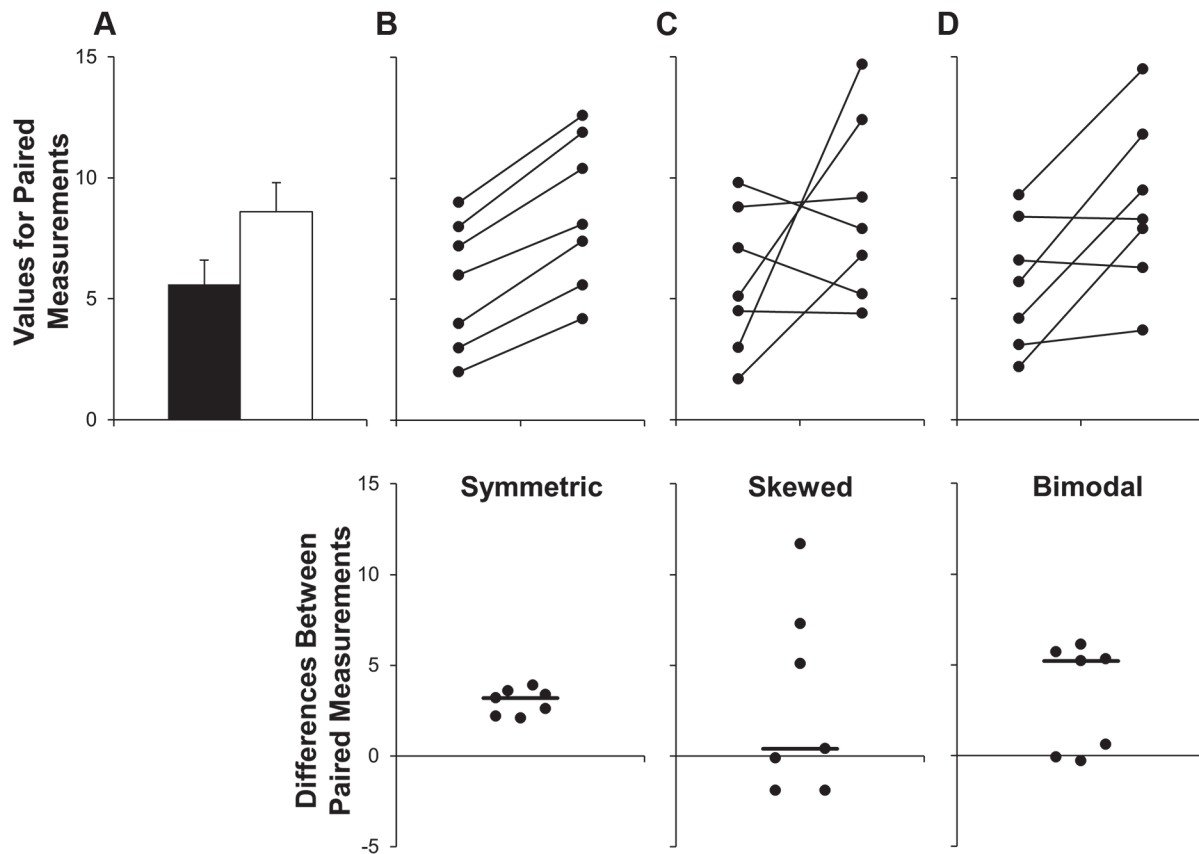 A
B
C
D
Values for Paired
Measurements
15
10
5
0
Symmetric
Skewed
Bimodal
Differences Between
Paired Measurements
15
10
5
0
-5